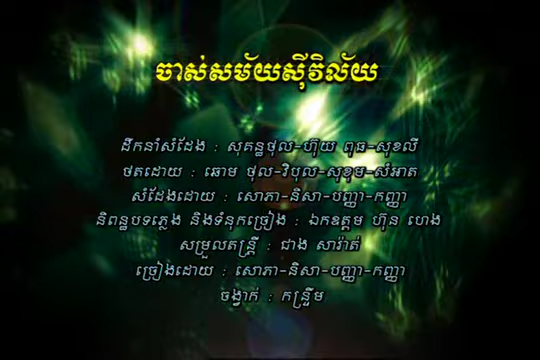 ចាស់សម័យស៊ីវិល័យ
ដឹកនាំសំដែង : សុគន្ឋថុល-ហ៊ុយ ពុធ-សុខលី
ថតដោយ : ឆោម ថុល-វិបុល-សុខុម-សំអាត
សំដែងដោយ : សោភា-និសា-បញ្ញា-កញ្ញា
និពន្ឋបទភ្លេង និងទំនុកច្រៀង : ឯកឧត្តម ហ៊ុន ហេង
សម្រួលតន្ត្រី : ជាង សារ៉ាត់
ច្រៀងដោយ : សោភា-និសា-បញ្ញា-កញ្ញា
ចង្វាក់ : កន្ទ្រឹម